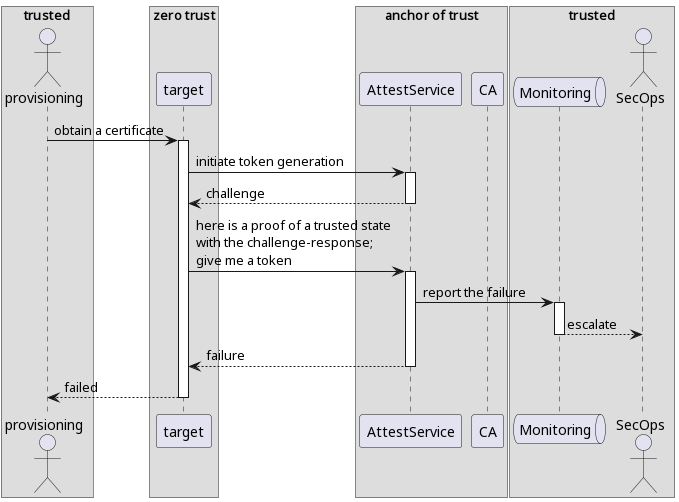 trusted
zero trust
anchor of trust
trusted
provisioning
target
AttestService
CA
Monitoring
SecOps
obtain a certificate
initiate token generation
challenge
here is a proof of a trusted state
with the challenge-response;
give me a token
report the failure
escalate
failure
failed
provisioning
target
AttestService
CA
Monitoring
SecOps